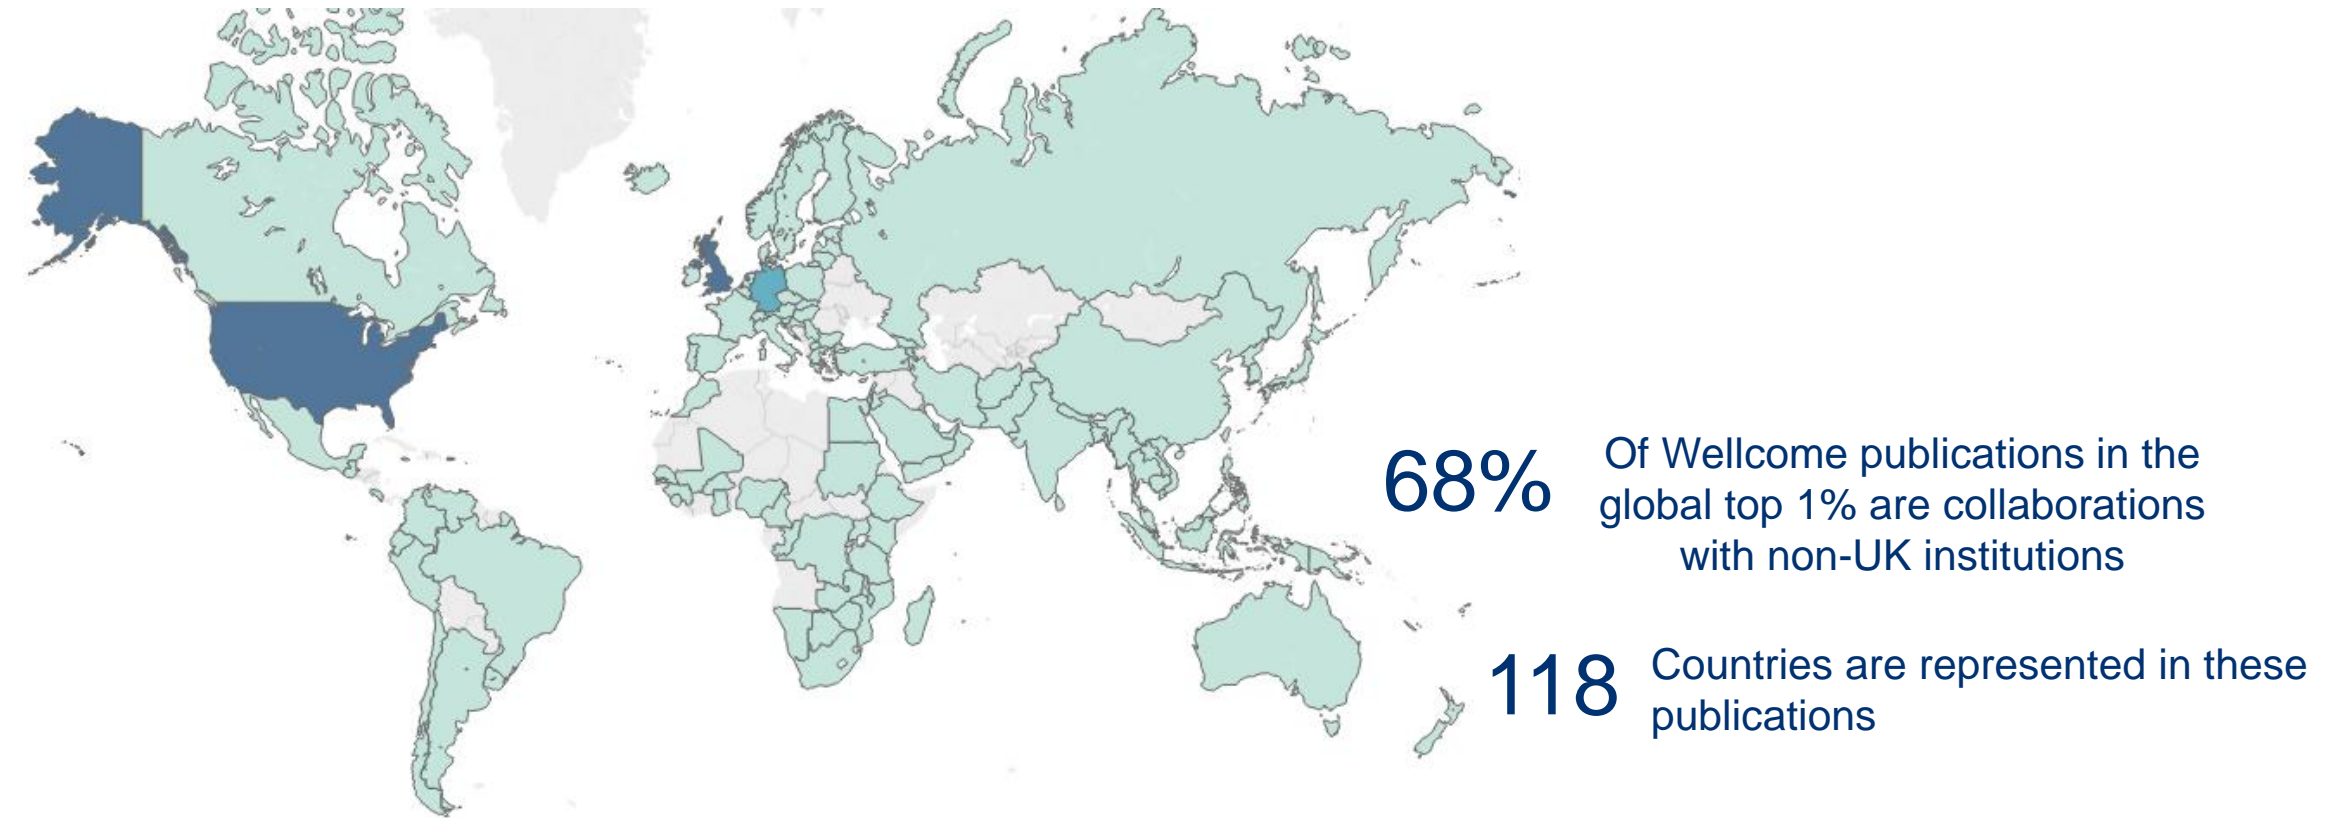 68%
Of Wellcome publications in the
global top 1% are collaborations
with non-UK institutions
118
Countries are represented in these
publications